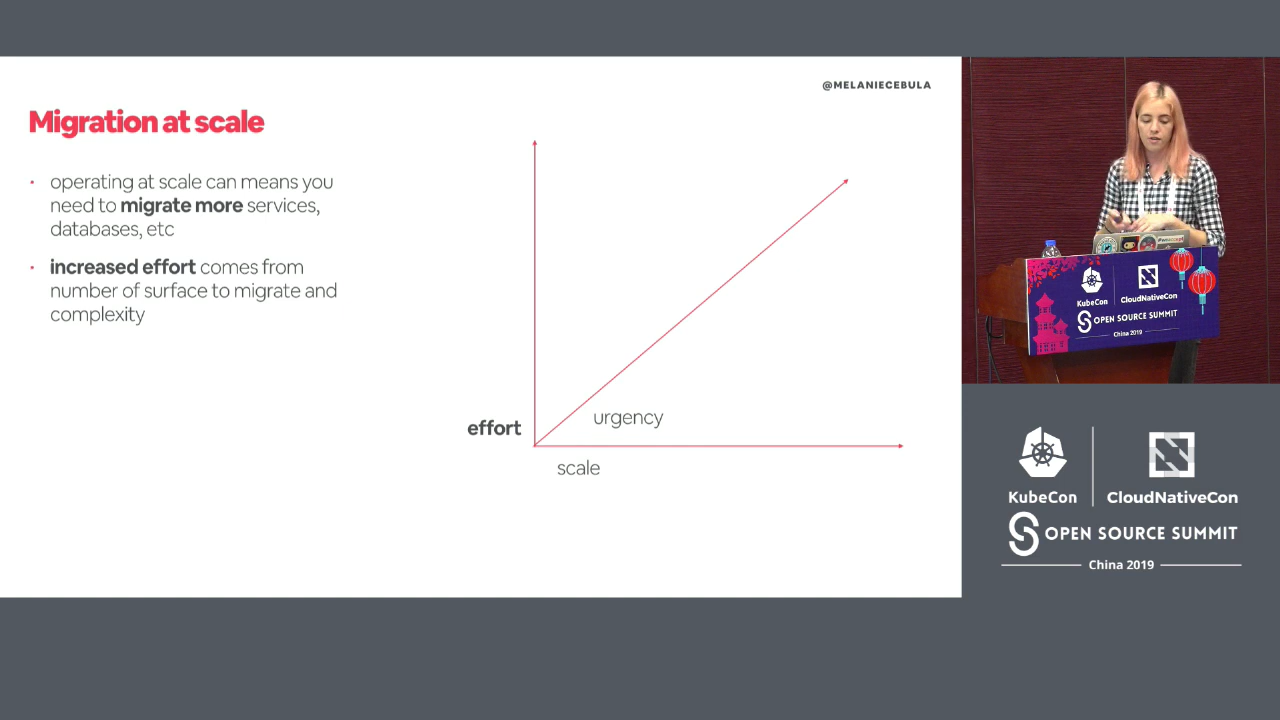 @MELANIECEBULA
Migration at scale
• operating at scale can means you
need to migrate more services,
databases, etc
• increased effort comes from
number of surface to migrate and
complexity
effort
urgency
scale
KubeCon
CloudNativeCon
OPEN SOURCE SUMMIT
China 2019
KubeCon
CloudNativeCon
OPEN SOURCE SUMMIT
China 2019